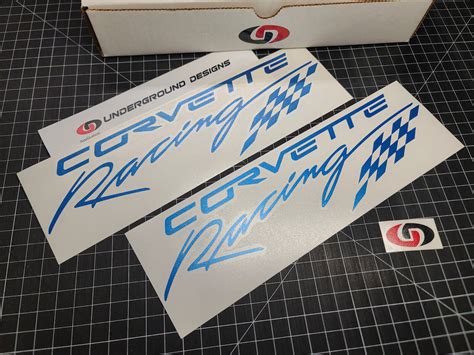 UNDERGROUND DESIGNS
CORVETTE
Racing
CORVETTE
Racing